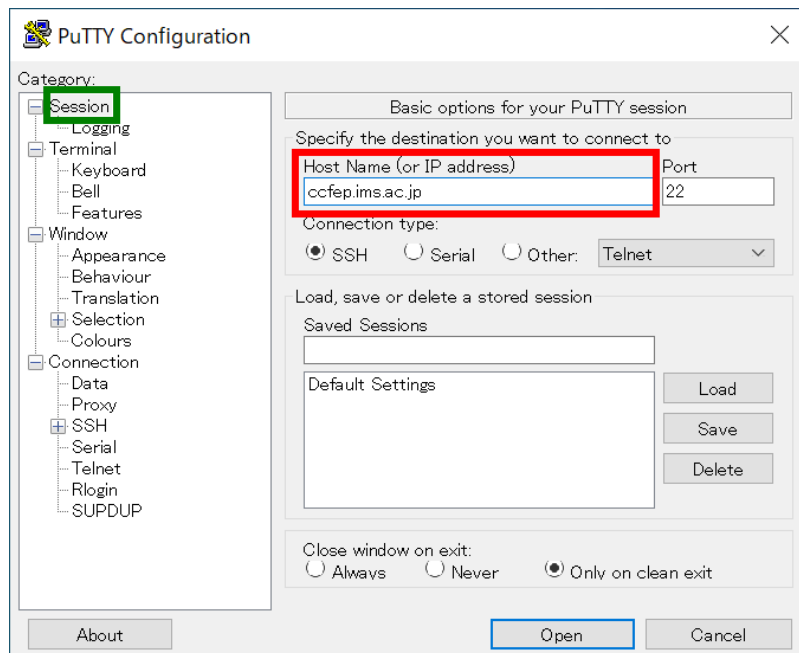 PuTTY Configuration
Category:
Session
Logging
Terminal
Keyboard
Bell
Features
Window
Appearance
Behaviour
Translation
Selection
Colours
Connection
Data
Proxy
SSH
Serial
Telnet
Rlogin
SUPDUP
Basic options for your PuTTY session
Specify the destination you want to connect to
Host Name (or IP address) Port
ccfep.ims.ac.jp 22
Connection type:
SSH Serial Other: Telnet
Load, save or delete a stored session
Saved Sessions
Default Settings
Load
Save
Delete
Close window on exit:
Always Never Only on clean exit
About Open Cancel